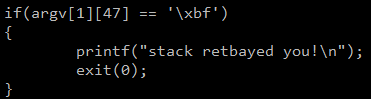 if(argv[1][47] == '\xbf')
{
        printf("stack retbayed you!\n");
        exit(0);
}